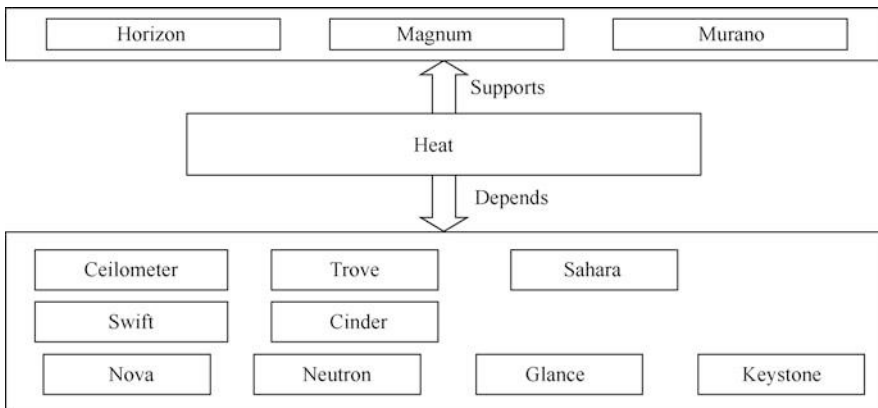 Horizon Magnum Murano
Supports
Heat
Depends
Ceilometer Trove Sahara
Swift Cinder
Nova Neutron Glance Keystone